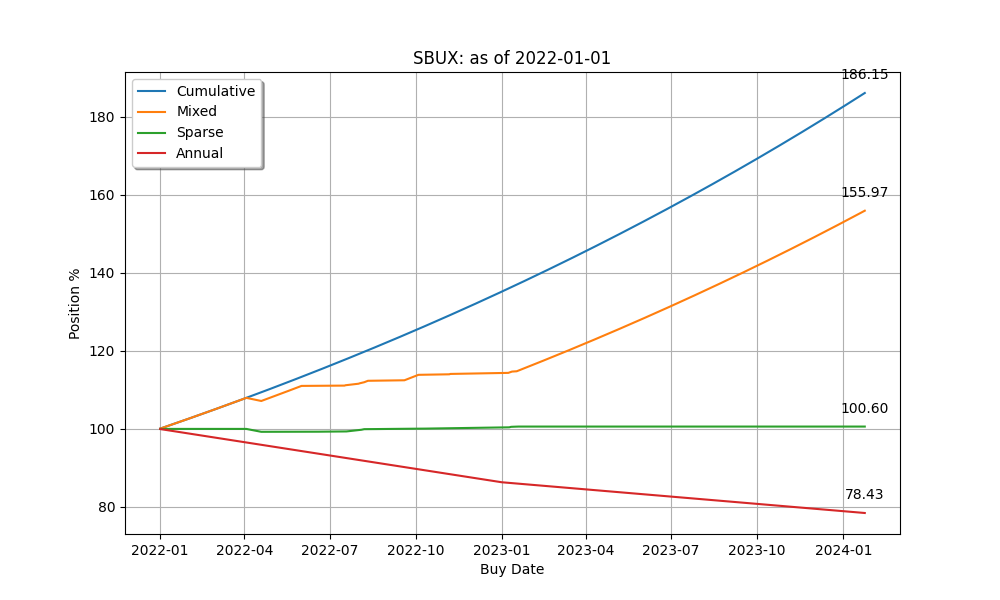 SBUX: as of 2022-01-01
186.15
Cumulative
Mixed
Sparse
Annual
180
160
155.97
140
Position %
120
100.60
100
78.43
80
2022-01 2022-04 2022-07 2022-10 2023-01 2023-04 2023-07 2023-10 2024-01
Buy Date